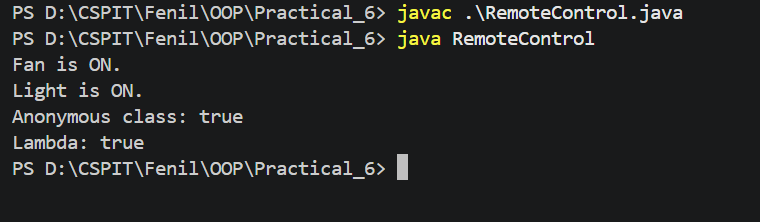 PS D:\CSPIT\Fenil\OOP\Practical_6> javac .\RemoteControl.java
PS D:\CSPIT\Fenil\OOP\Practical_6> java RemoteControl
Fan is ON.
Light is ON.
Anonymous class: true
Lambda: true
PS D:\CSPIT\Fenil\OOP\Practical_6>